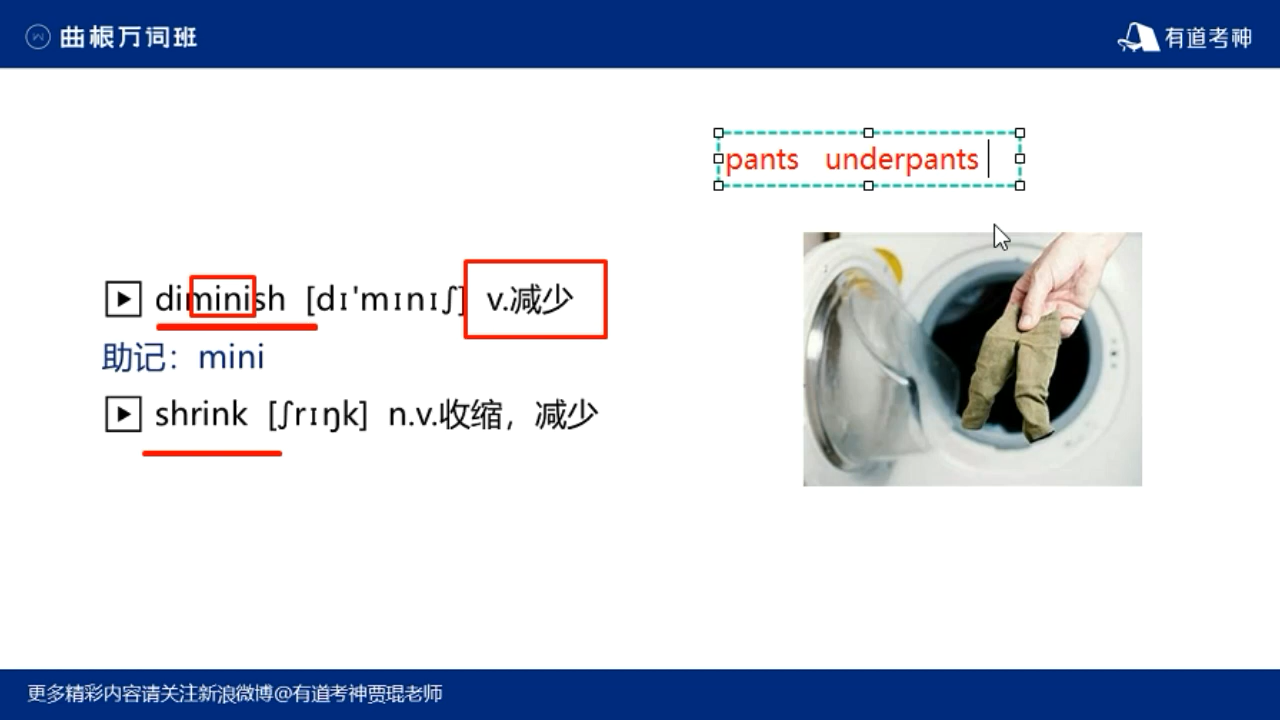 曲根万词班
有道考神
pants underpants
diminish [dɪ'mɪnɪʃ] v.减少
助记：mini
shrink [ʃrɪŋk] n.v.收缩，减少
更多精彩内容请关注新浪微博@有道考神贾琨老师